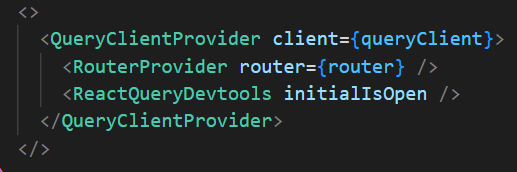 <>
<QueryClientProvider client={queryClient}>
<RouterProvider router={router} />
<ReactQueryDevtools initialIsOpen />
</QueryClientProvider>
</>